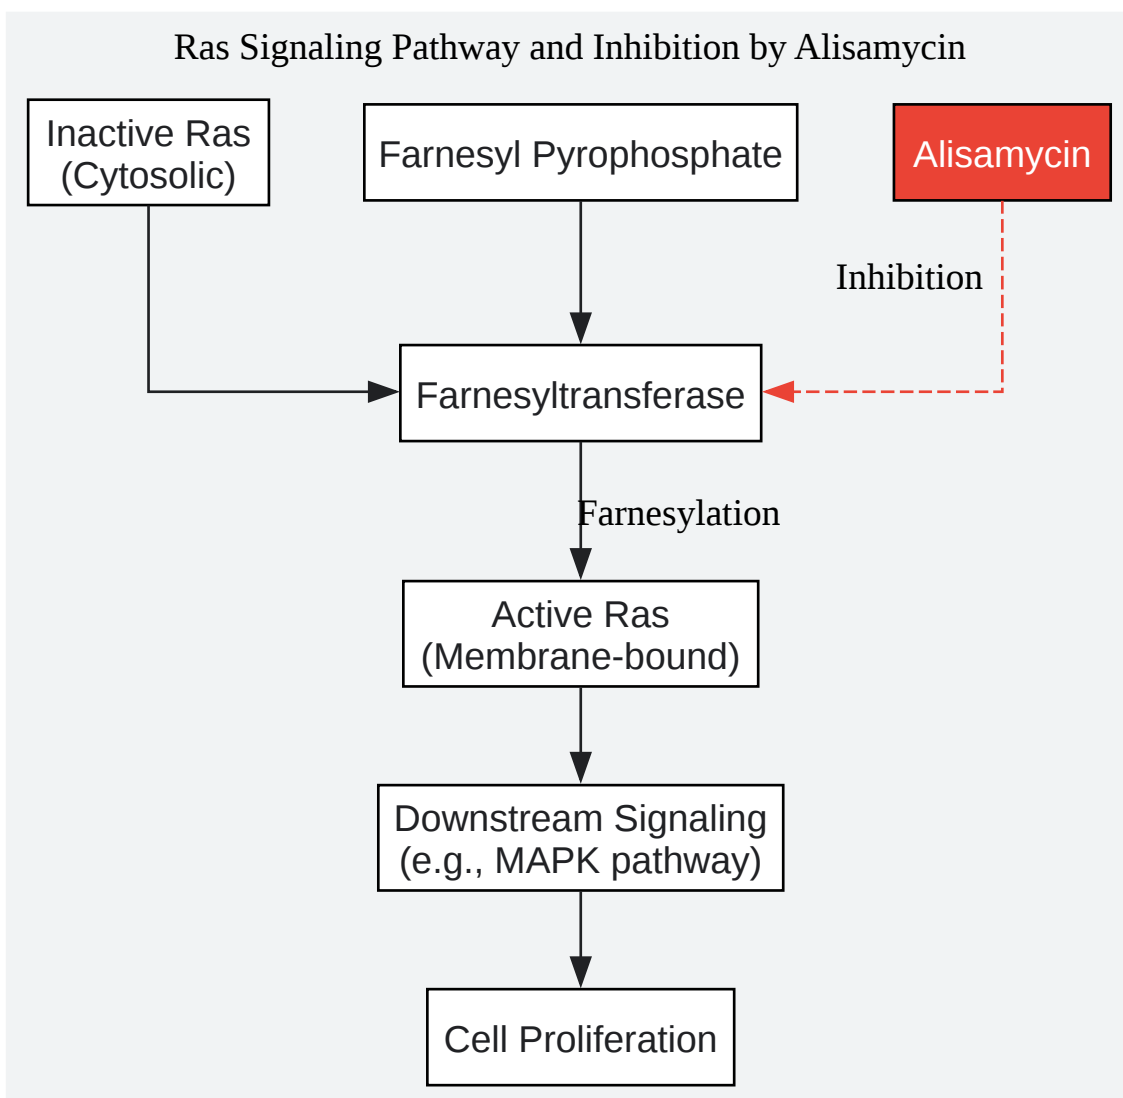 Ras Signaling Pathway and Inhibition by Alisamycin
Inactive Ras
(Cytosolic)
Farnesyl Pyrophosphate
Alisamycin
Inhibition
Farnesyltransferase
Farnesylation
Active Ras
(Membrane-bound)
Downstream Signaling
(e.g., MAPK pathway)
Cell Proliferation